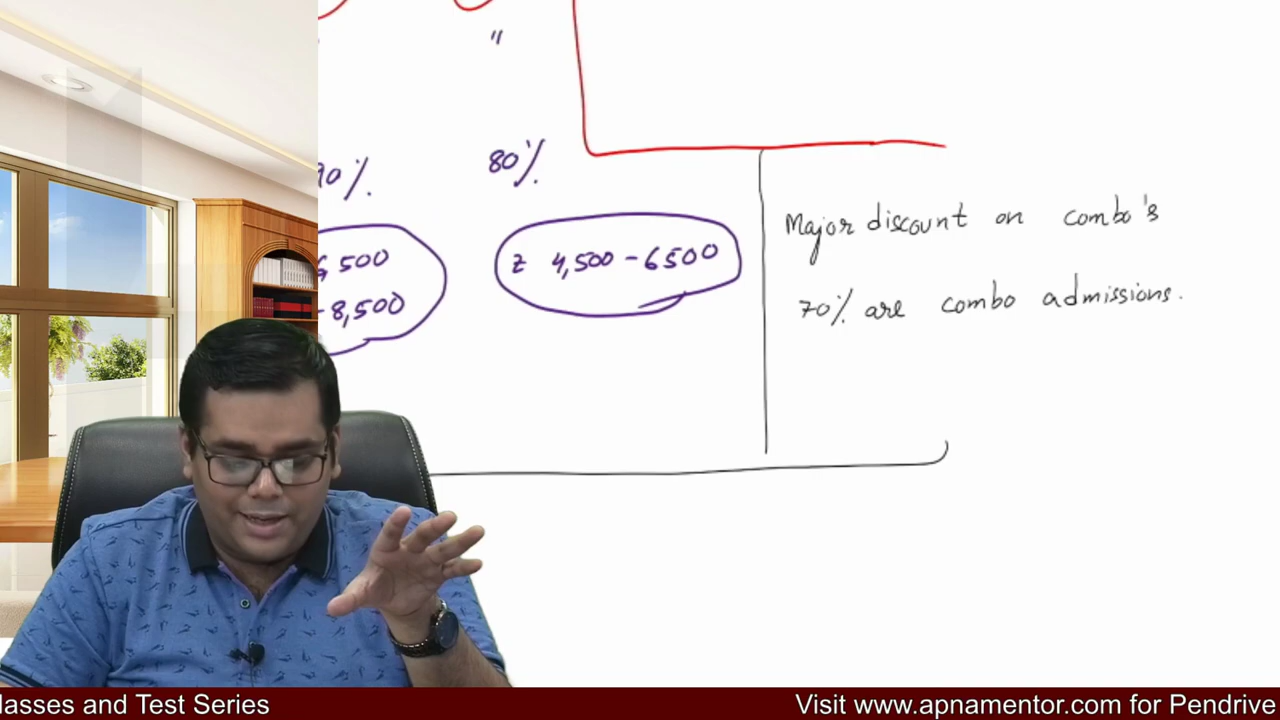 "
90%.
80%
6,500
- 8,500
z 4,500 - 6500
Major discount on combo's
70% are combo admissions.
lasses and Test Series
Visit www.apnamentor.com for Pendrive